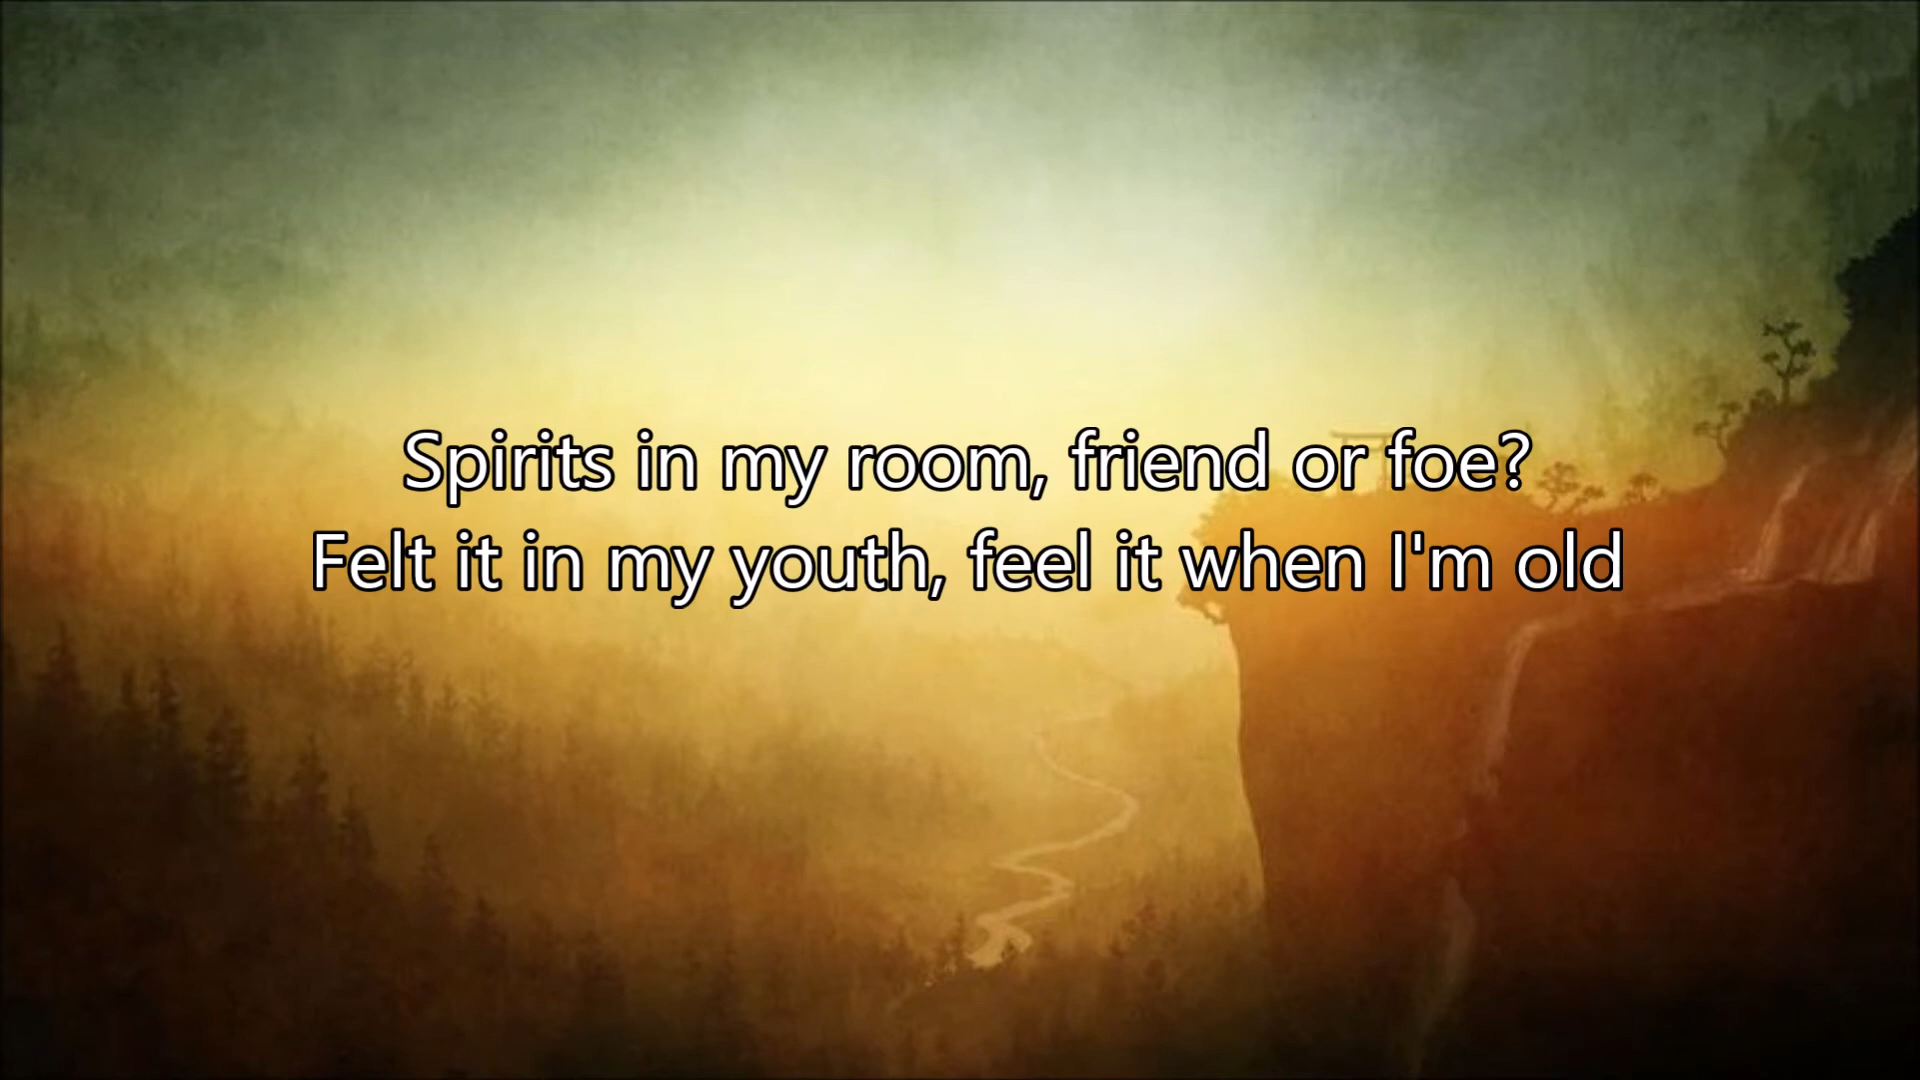 Spirits in my room, friend or foe?
Felt it in my youth, feel it when I'm old